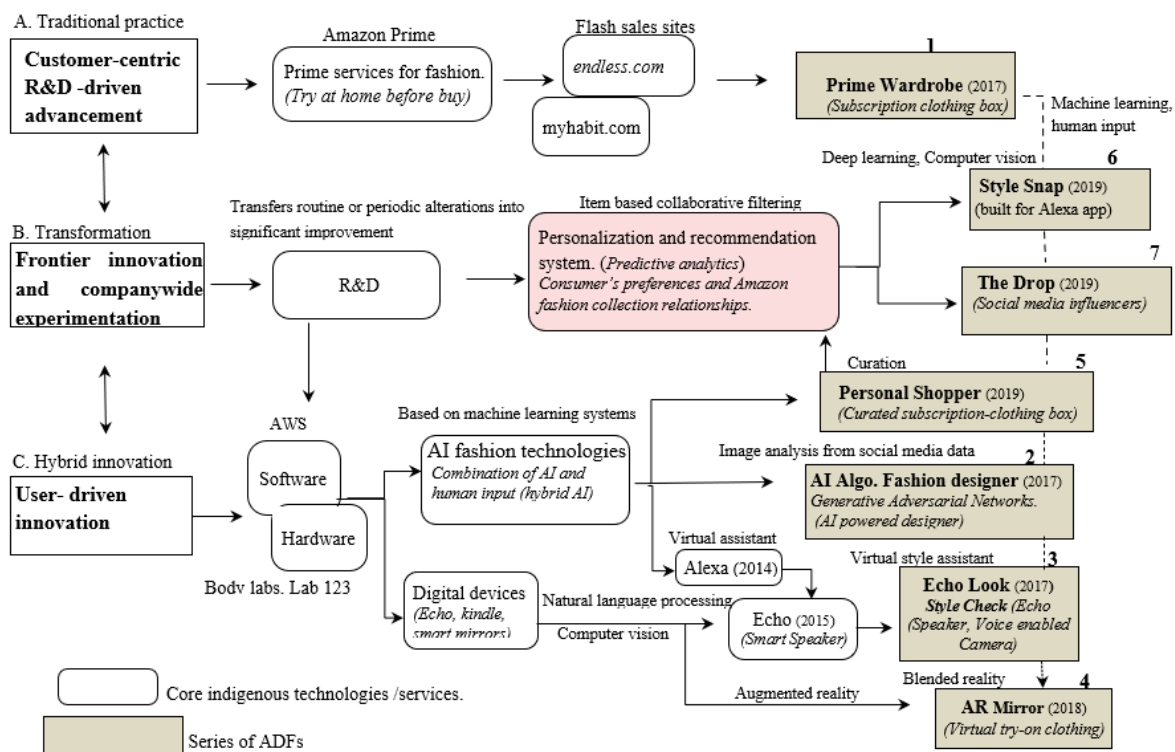 A. Traditional practice
Customer-centric
R&D -driven
advancement
Amazon Prime
Prime services for fashion.
(Try at home before buy)
Flash sales sites
endless.com
myhabit.com
1
Prime Wardrobe (2017)
(Subscription clothing box)
Machine learning,
human input
Deep learning, Computer vision
6
Style Snap (2019)
(built for Alexa app)
B. Transformation
Frontier innovation
and companywide
experimentation
Transfers routine or periodic alterations into
significant improvement
R&D
Item based collaborative filtering
Personalization and recommendation
system. (Predictive analytics)
Consumer's preferences and Amazon
fashion collection relationships.
7
The Drop (2019)
(Social media influencers)
Curation
5
Personal Shopper (2019)
(Curated subscription-clothing box)
C. Hybrid innovation
User- driven
innovation
AWS
Software
Hardware
Body labs. Lab 123
Based on machine learning systems
AI fashion technologies
Combination of AI and
human input (hybrid AI)
Image analysis from social media data
2
AI Algo. Fashion designer (2017)
Generative Adversarial Networks.
(AI powered designer)
Virtual assistant
Alexa (2014)
Digital devices
(Echo, kindle,
smart mirrors)
Natural language processing
Computer vision
Echo (2015)
(Smart Speaker)
Virtual style assistant
3
Echo Look (2017)
Style Check (Echo
(Speaker, Voice enabled
Camera)
Augmented reality
Blended reality
4
AR Mirror (2018)
(Virtual try-on clothing)
Core indigenous technologies /services.
Series of ADFs